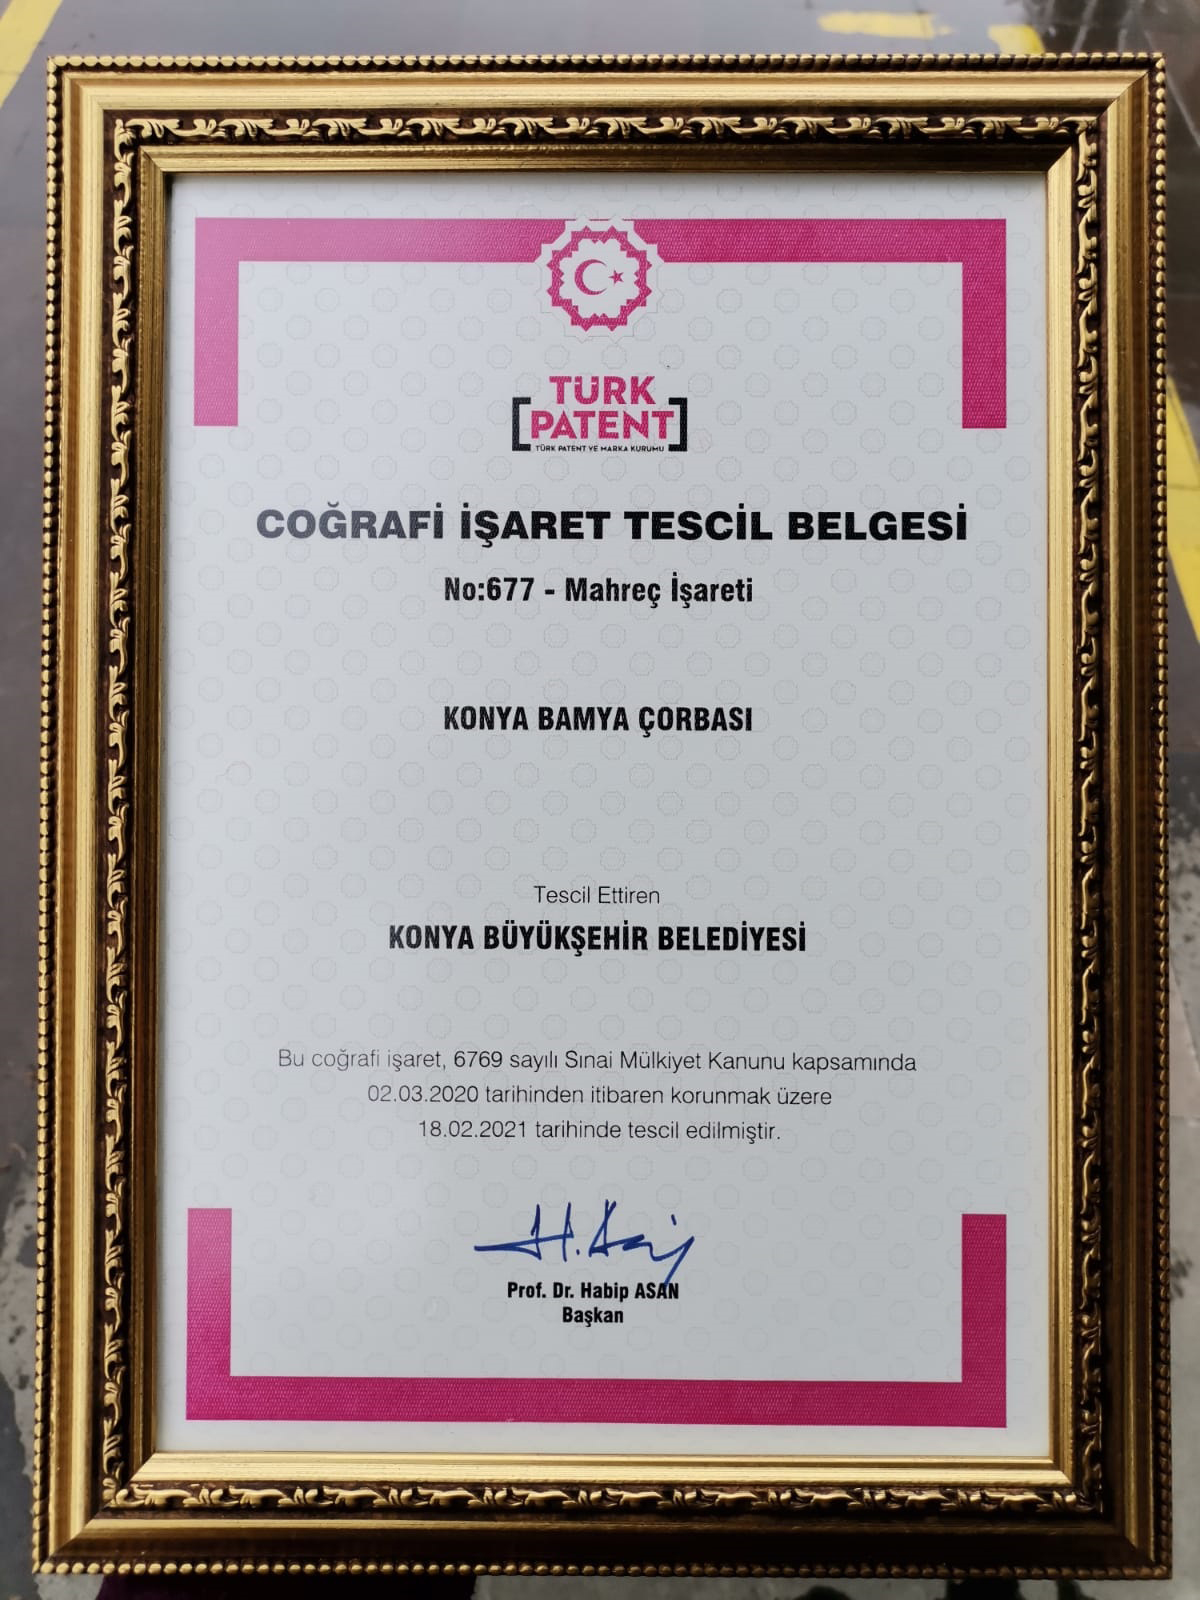 TÜRK
PATENT
TÜRK PATENT VE MARKA KURUMU
COĞRAFİ İŞARET TESCİL BELGESİ
No:677 - Mahreç İşareti
KONYA BAMYA ÇORBASI
Tescil Ettiren
KONYA BÜYÜKŞEHİR BELEDİYESİ
Bu coğrafi işaret, 6769 sayılı Sınai Mülkiyet Kanunu kapsamında
02.03.2020 tarihinden itibaren korunmak üzere
18.02.2021 tarihinde tescil edilmiştir.
Prof. Dr. Habip ASAN
Başkan